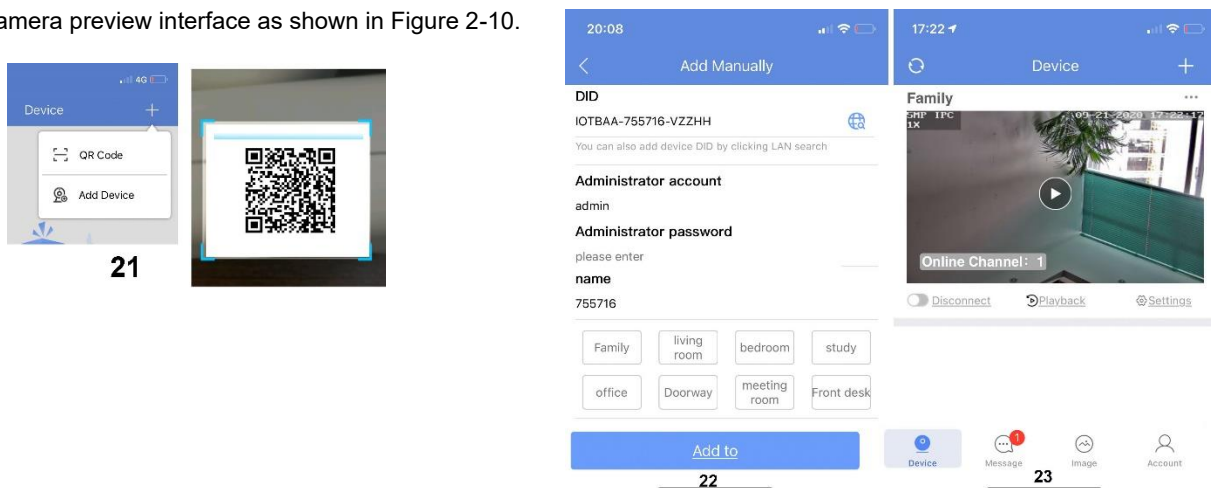 amera preview interface as shown in Figure 2-10.
4G
Device +
QR Code
Add Device
21
20:08
Add Manually
DID
IOTBAA-755716-VZZHH
You can also add device DID by clicking LAN search
Administrator account
admin
Administrator password
please enter
name
755716
Family living room bedroom study
office Doorway meeting room Front desk
Add to
22
17:22
Device +
Family ...
5MP IPC 09-21-2020 17:22:17
1X
Online Channel: 1
Disconnect Playback Settings
1
Device Message Image Account
23